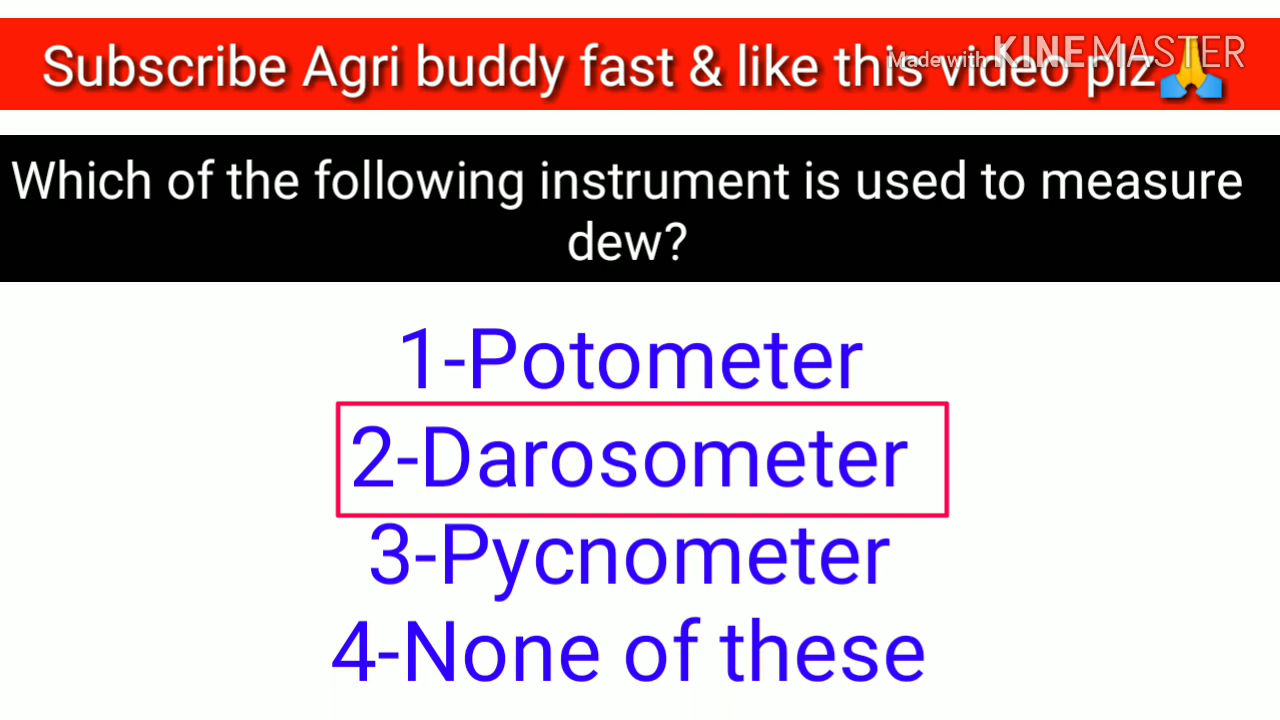 Subscribe Agri buddy fast & like this video plz🙏
Made with KINEMASTER
Which of the following instrument is used to measure
dew?
1-Potometer
2-Darosometer
3-Pycnometer
4-None of these